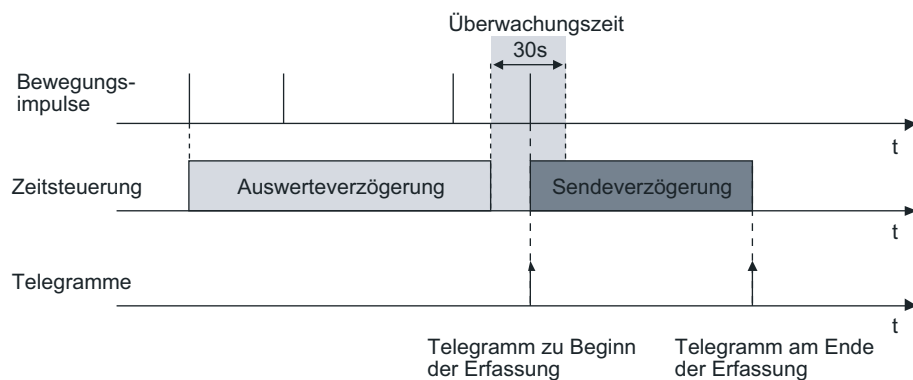 Überwachungszeit
30s
Bewegungs-
impulse
t
Zeitsteuerung
Auswerteverzögerung
Sendeverzögerung
t
Telegramme
t
Telegramm zu Beginn
der Erfassung
Telegramm am Ende
der Erfassung